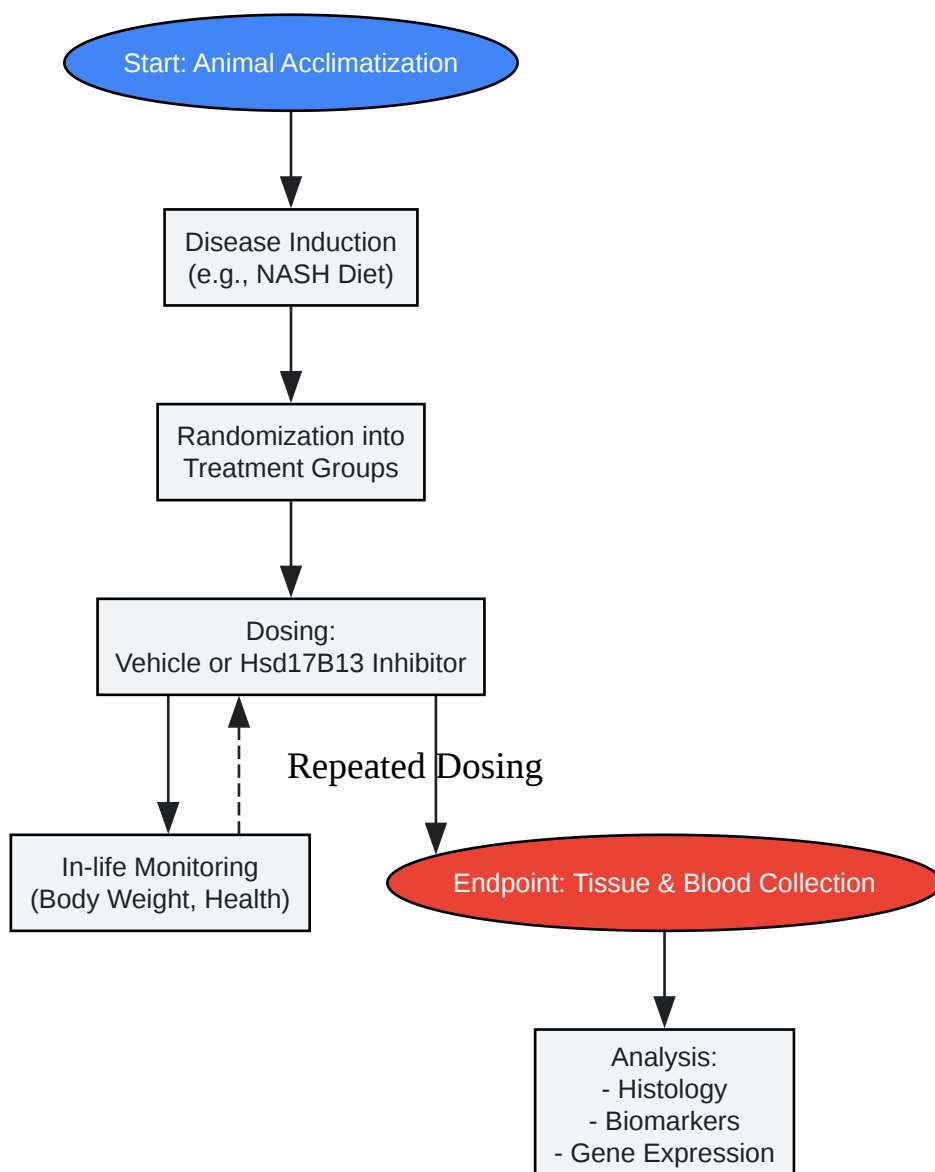 Start: Animal Acclimatization
Disease Induction
(e.g., NASH Diet)
Randomization into
Treatment Groups
Dosing:
Vehicle or Hsd17B13 Inhibitor
Repeated Dosing
In-life Monitoring
(Body Weight, Health)
Endpoint: Tissue & Blood Collection
Analysis:
- Histology
- Biomarkers
- Gene Expression